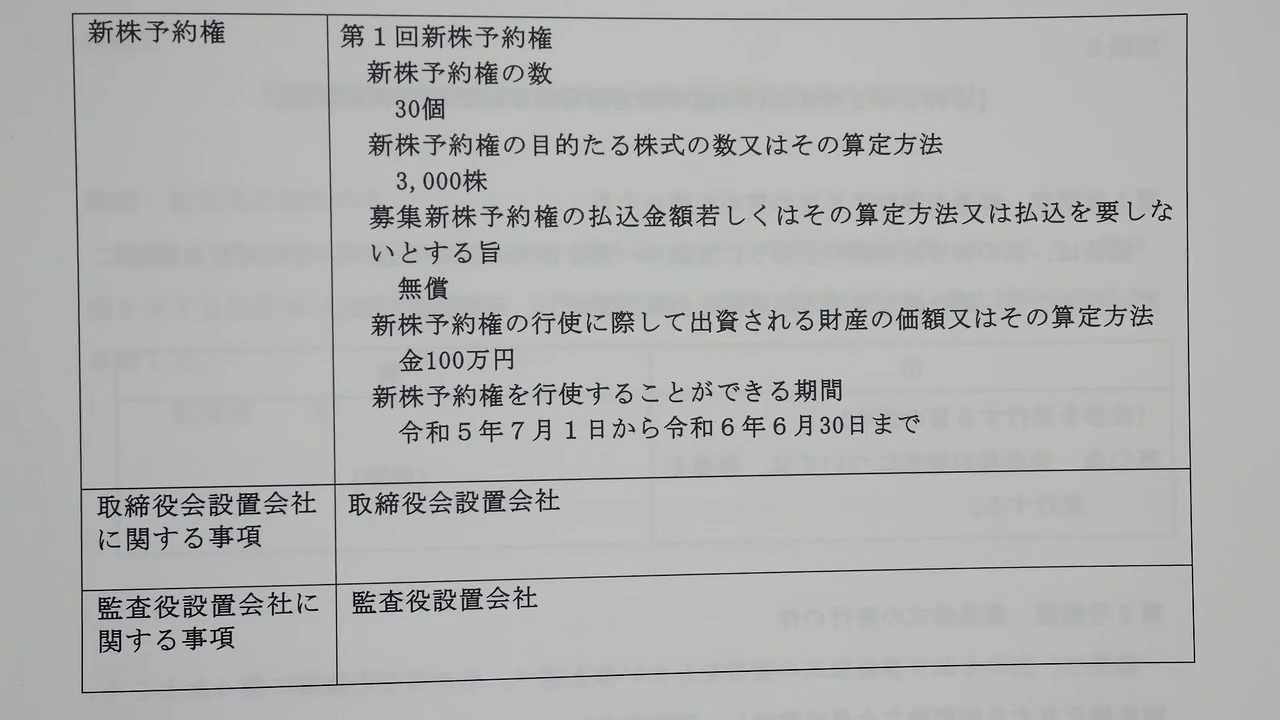 新株予約権
第１回新株予約権
新株予約権の数
30個
新株予約権の目的たる株式の数又はその算定方法
3,000株
募集新株予約権の払込金額若しくはその算定方法又は払込を要しな
いとする旨
無償
新株予約権の行使に際して出資される財産の価額又はその算定方法
金100万円
新株予約権を行使することができる期間
令和５年７月１日から令和６年６月30日まで
取締役会設置会社
に関する事項
取締役会設置会社
監査役設置会社に
関する事項
監査役設置会社